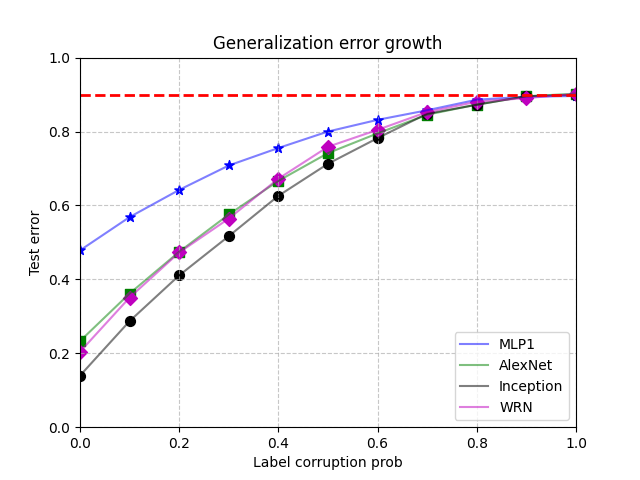 Generalization error growth
1.0
0.8
0.6
0.4
0.2
0.0
Test error
MLP1
AlexNet
Inception
WRN
0.0 0.2 0.4 0.6 0.8 1.0
Label corruption prob